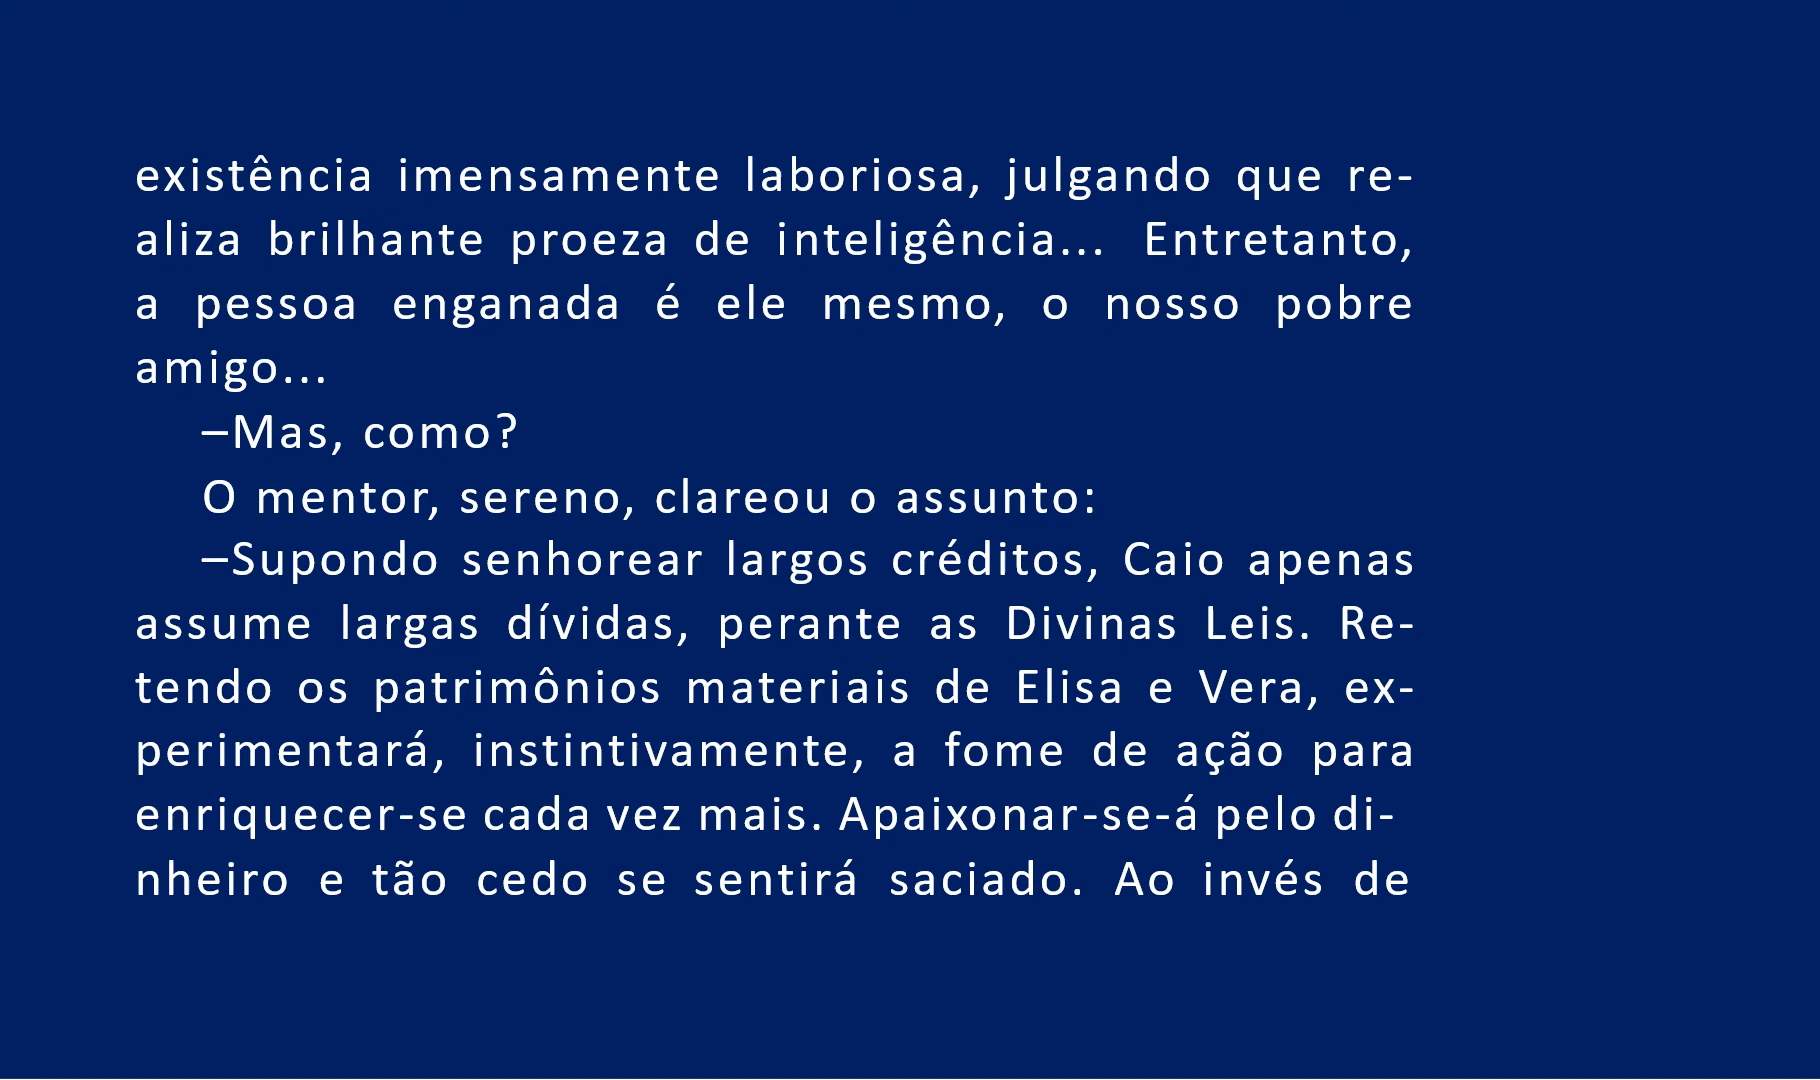 existência imensamente laboriosa, julgando que re-
aliza brilhante proeza de inteligência... Entretanto,
a pessoa enganada é ele mesmo, o nosso pobre
amigo...
–Mas, como?
O mentor, sereno, clareou o assunto:
–Supondo senhorear largos créditos, Caio apenas
assume largas dívidas, perante as Divinas Leis. Re-
tendo os patrimônios materiais de Elisa e Vera, ex-
perimentará, instintivamente, a fome de ação para
enriquecer-se cada vez mais. Apaixonar-se-á pelo di-
nheiro e tão cedo se sentirá saciado. Ao invés de